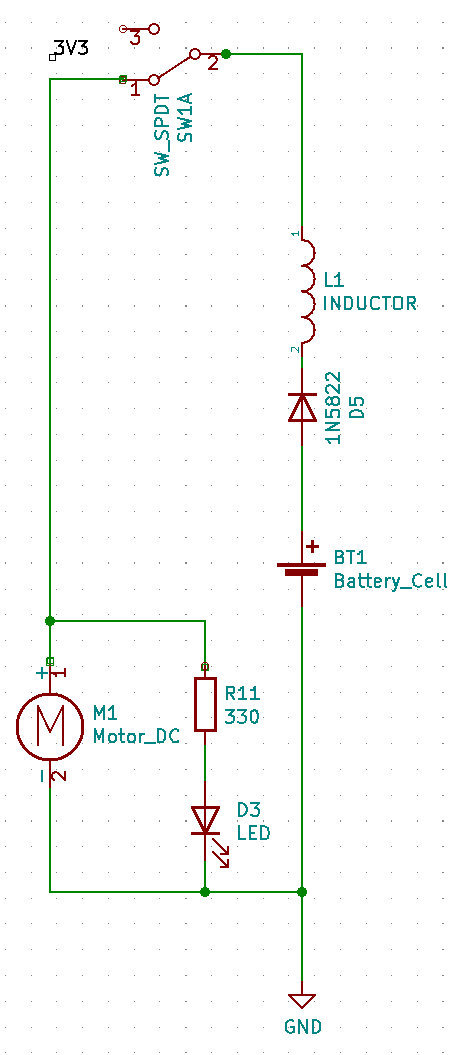 3V3
3
2
1
SW_SPDT
SW1A
1
L1
INDUCTOR
2
1N5822
D5
+
BT1
Battery_Cell
+ 1
R11
330
M
M1
Motor_DC
- 2
D3
LED
GND